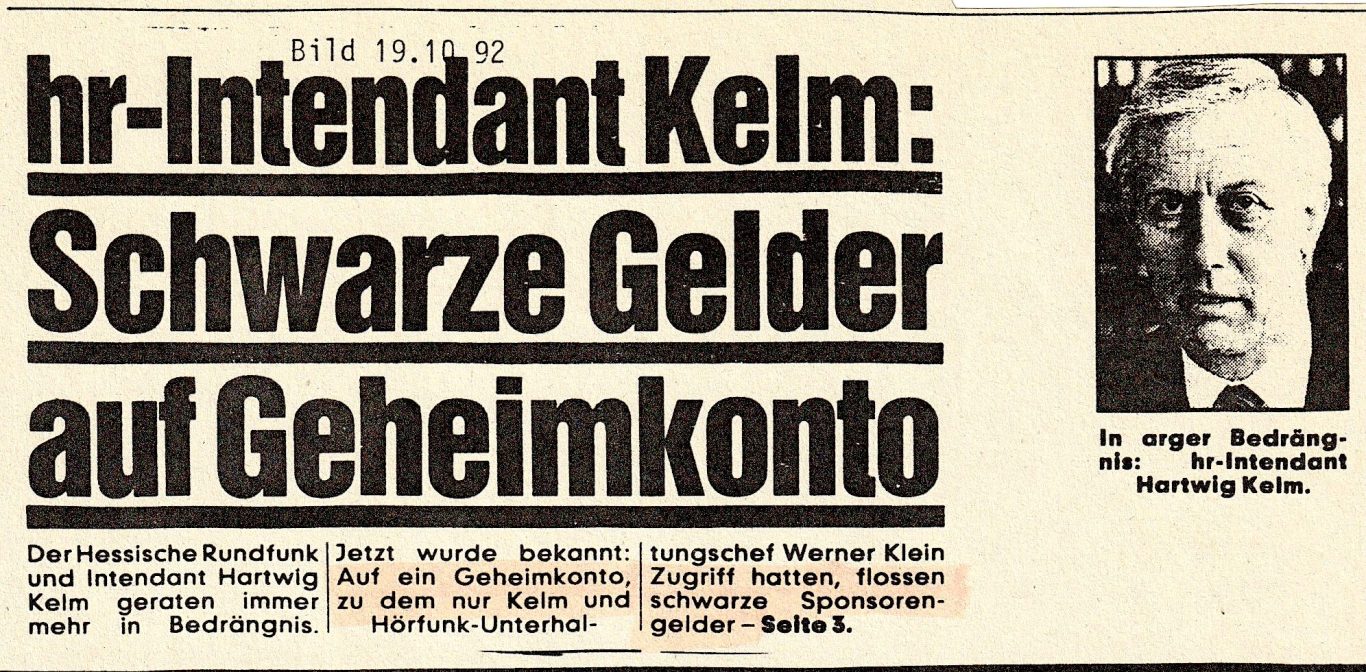 Bild 19.10 92
hr-Intendant Kelm:
Schwarze Gelder
auf Geheimkonto
Der Hessische Rundfunk
und Intendant Hartwig
Kelm geraten immer
mehr in Bedrängnis.
Jetzt wurde bekannt:
Auf ein Geheimkonto,
zu dem nur Kelm und
Hörfunk-Unterhal-
tungschef Werner Klein
Zugriff hatten, flossen
schwarze Sponsoren-
gelder – Seite 3.
In arger Bedräng-
nis: hr-Intendant
Hartwig Kelm.